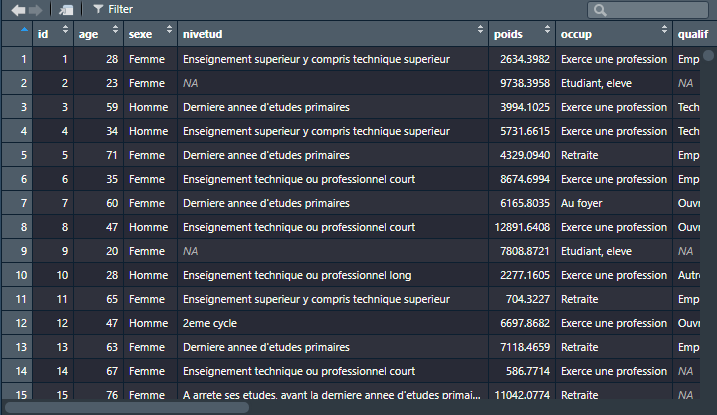 Filter
id age sexe nivetud poids occup qualif
1 1 28 Femme Enseignement superieur y compris technique superieur 2634.3982 Exerce une profession Emp
2 2 23 Femme NA 9738.3958 Etudiant, eleve NA
3 3 59 Homme Derniere annee d'etudes primaires 3994.1025 Exerce une profession Tech
4 4 34 Homme Enseignement superieur y compris technique superieur 5731.6615 Exerce une profession Tech
5 5 71 Femme Derniere annee d'etudes primaires 4329.0940 Retraite Emp
6 6 35 Femme Enseignement technique ou professionnel court 8674.6994 Exerce une profession Emp
7 7 60 Femme Derniere annee d'etudes primaires 6165.8035 Au foyer Ouvr
8 8 47 Homme Enseignement technique ou professionnel court 12891.6408 Exerce une profession Ouvr
9 9 20 Femme NA 7808.8721 Etudiant, eleve NA
10 10 28 Homme Enseignement technique ou professionnel long 2277.1605 Exerce une profession Autre
11 11 65 Femme Enseignement superieur y compris technique superieur 704.3227 Retraite Emp
12 12 47 Homme 2eme cycle 6697.8682 Exerce une profession Ouvr
13 13 63 Femme Derniere annee d'etudes primaires 7118.4659 Retraite Emp
14 14 67 Femme Enseignement technique ou professionnel court 586.7714 Exerce une profession NA
15 15 76 Femme A arrete ses etudes, avant la derniere annee d'etudes primai... 11042.0774 Retraite NA